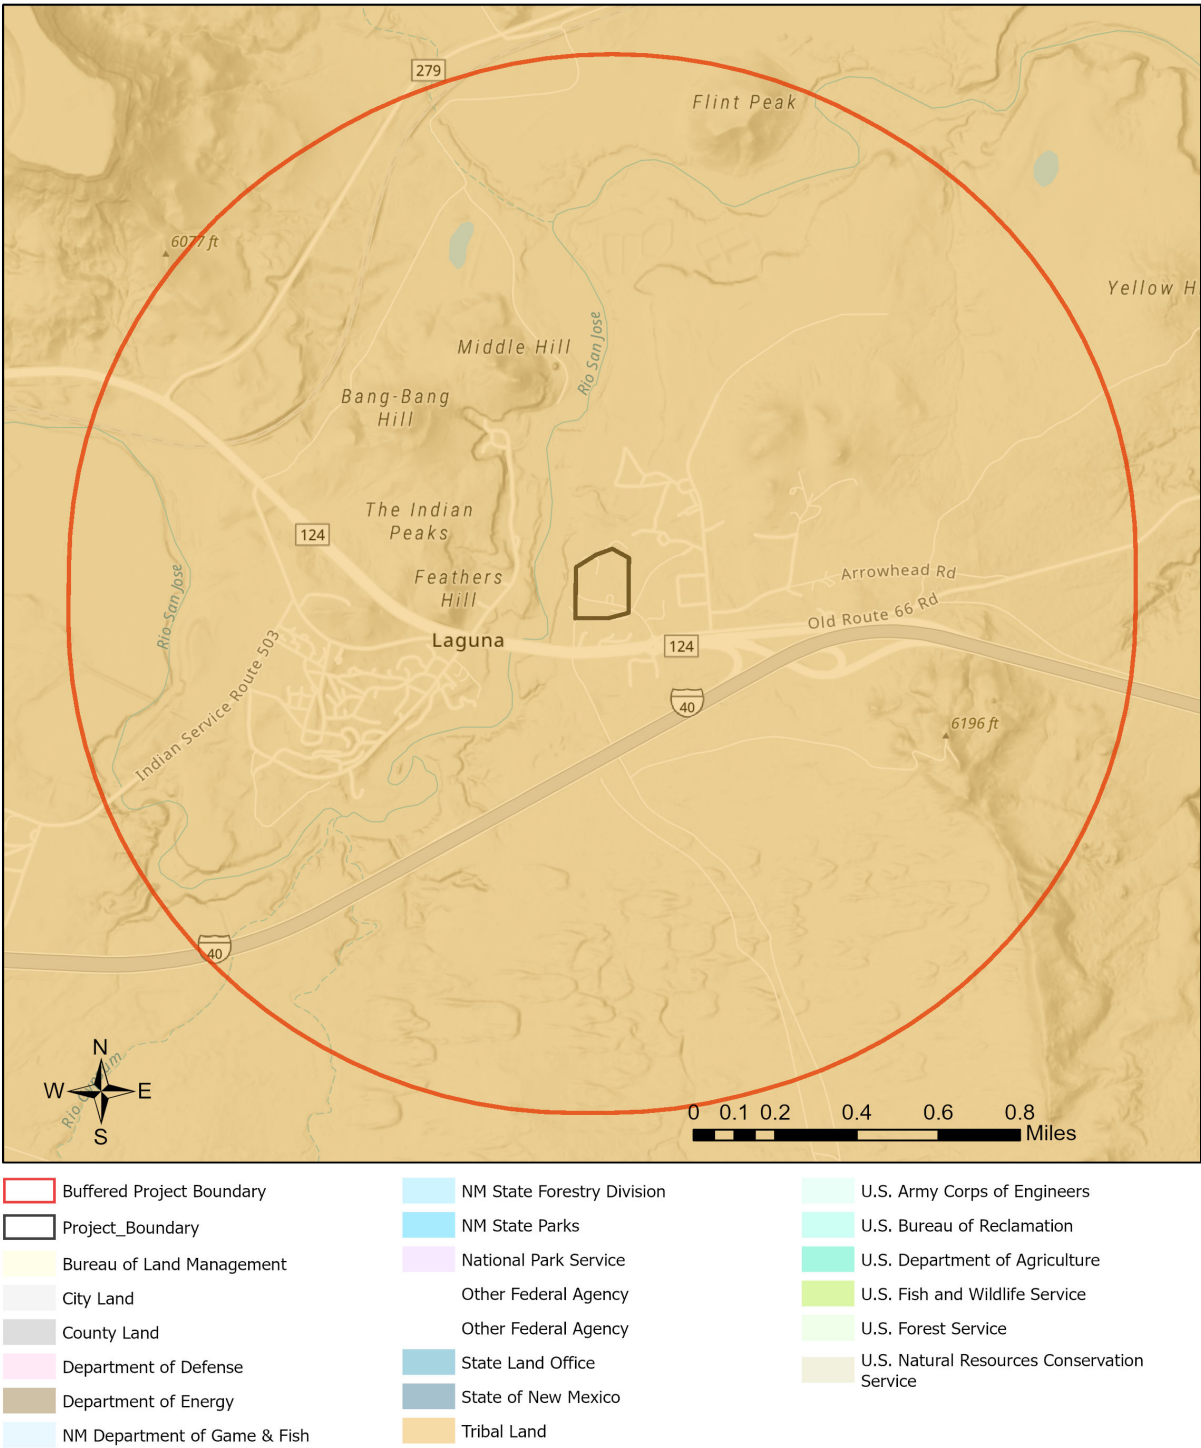 279
Flint Peak
6077 ft
Yellow H
Rio San Jose
Middle Hill
Bang-Bang
Hill
The Indian
Peaks
124
Feathers
Hill
Arrowhead Rd
Rio San Jose
Old Route 66 Rd
Laguna
124
Indian Service Route 503
40
6196 ft
40
N
W E
S
Rio
0 0.1 0.2 0.4 0.6 0.8
Miles
Buffered Project Boundary
Project_Boundary
Bureau of Land Management
City Land
County Land
Department of Defense
Department of Energy
NM Department of Game & Fish
NM State Forestry Division
NM State Parks
National Park Service
Other Federal Agency
Other Federal Agency
State Land Office
State of New Mexico
Tribal Land
U.S. Army Corps of Engineers
U.S. Bureau of Reclamation
U.S. Department of Agriculture
U.S. Fish and Wildlife Service
U.S. Forest Service
U.S. Natural Resources Conservation
Service